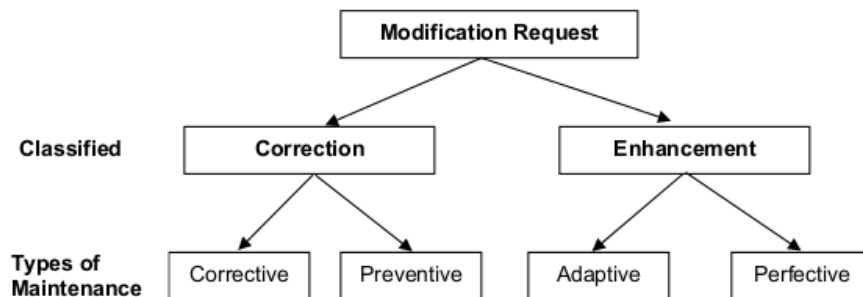 Modification Request
Classified
Correction
Enhancement
Types of
Maintenance
Corrective
Preventive
Adaptive
Perfective